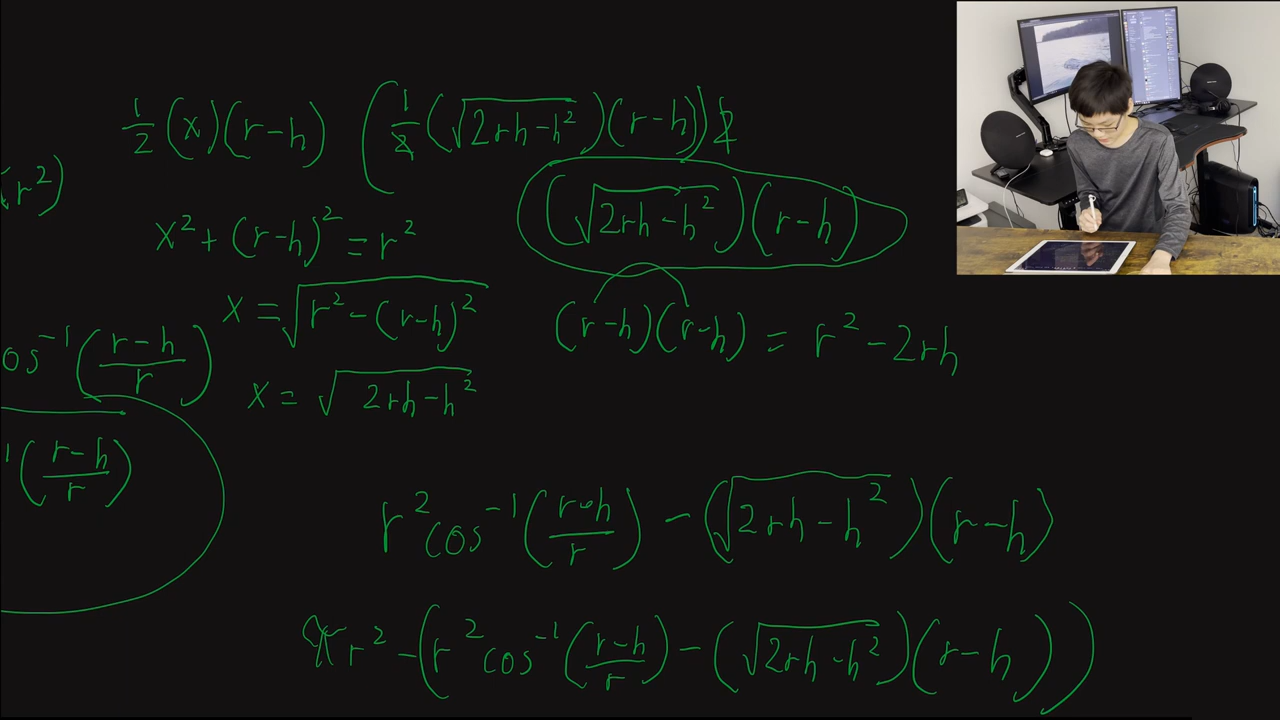 1/2 (x)(r-h) (1/2 (√(2rh-h²))(r-h))2
r²)
(√(2rh-h²))(r-h)
x² + (r-h)² = r²
x = √(r² - (r-h)²)
(r-h)(r-h) = r² - 2rh
os⁻¹((r-h)/r)
x = √(2rh-h²)
¹((r-h)/r)
r² cos⁻¹((r-h)/r) - (√(2rh-h²))(r-h)
πr² - (r² cos⁻¹((r-h)/r) - (√(2rh-h²))(r-h))